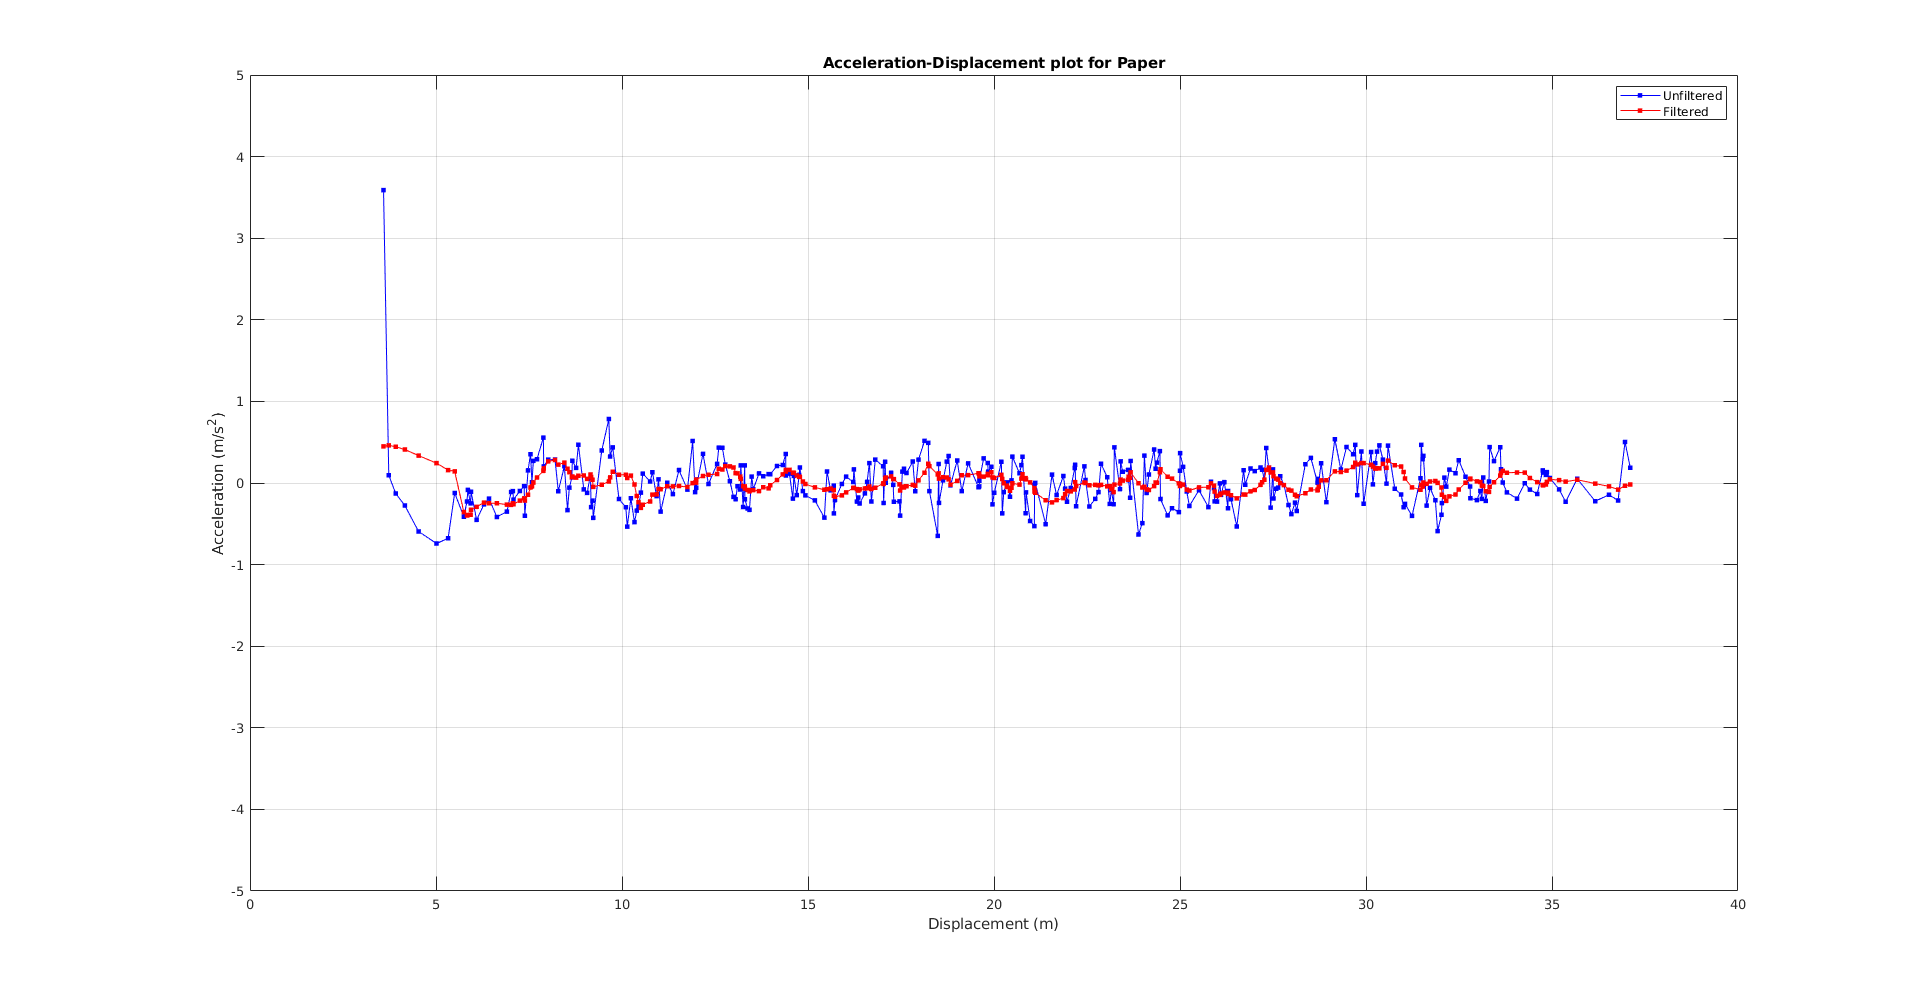 Acceleration-Displacement plot for Paper
Unfiltered
Filtered
5
4
3
2
1
0
-1
-2
-3
-4
-5
Acceleration (m/s²)
0 5 10 15 20 25 30 35 40
Displacement (m)